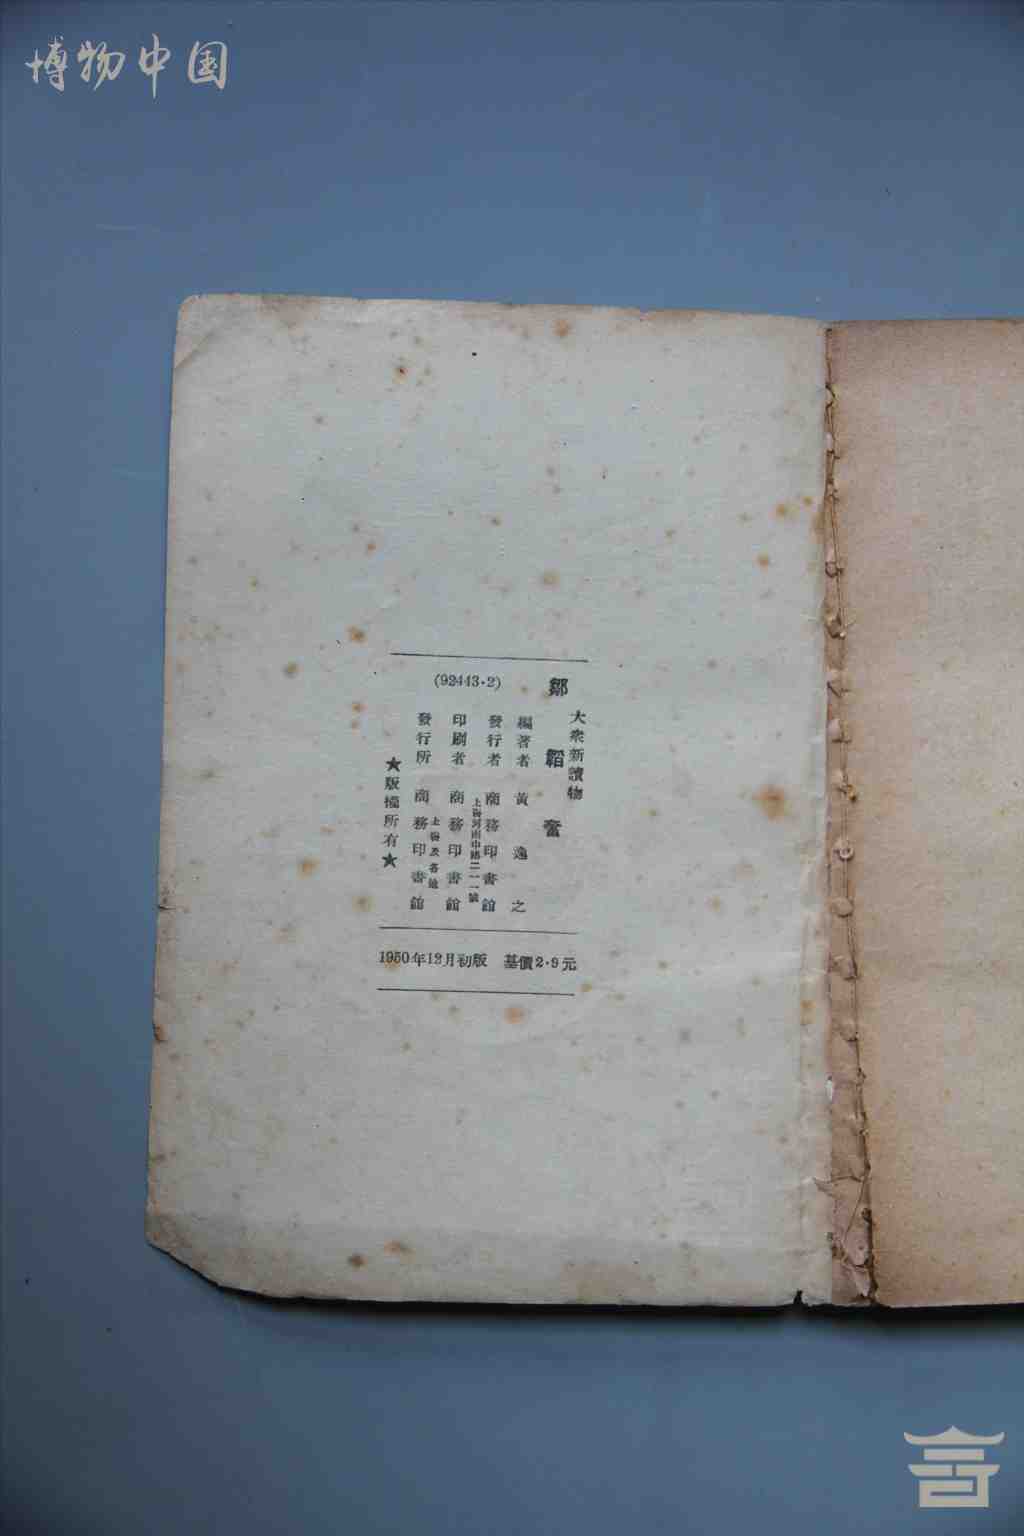 博物中国
大衆新讀物
鄒韜奮
(92443·2)
編著者 黃逸之
發行者 商務印書館
上海河南中路二一一號
印刷者 商務印書館
上海及各地
發行所 商務印書館
★版權所有★
1950年12月初版 基價2·9元